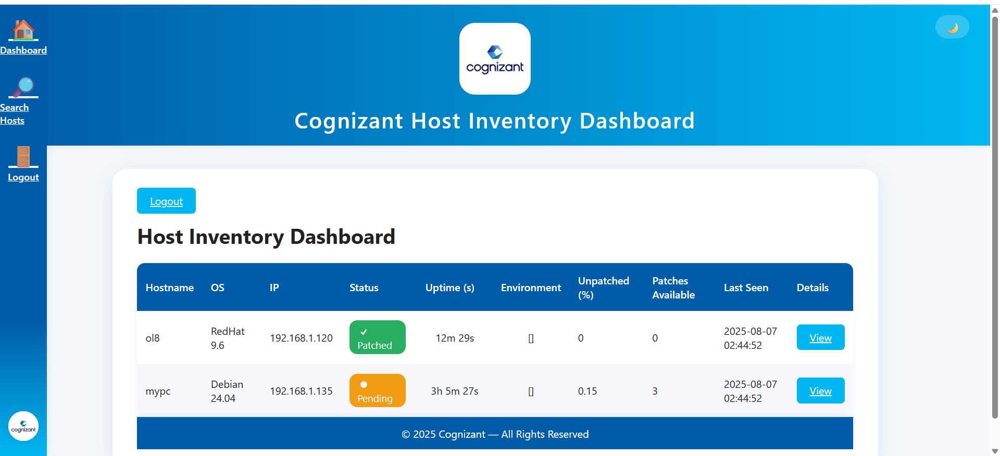 Dashboard
Search
Hosts
Logout
cognizant
cognizant
Cognizant Host Inventory Dashboard
Logout
Host Inventory Dashboard
Hostname OS IP Status Uptime (s) Environment Unpatched (%) Patches Available Last Seen Details
ol8 RedHat 9.6 192.168.1.120 ✓ Patched 12m 29s [] 0 0 2025-08-07 02:44:52 View
mypc Debian 24.04 192.168.1.135 ● Pending 3h 5m 27s [] 0.15 3 2025-08-07 02:44:52 View
© 2025 Cognizant — All Rights Reserved